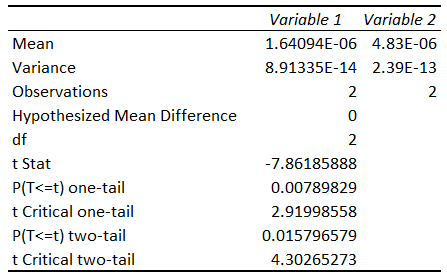 Variable 1 Variable 2
Mean 1.64094E-06 4.83E-06
Variance 8.91335E-14 2.39E-13
Observations 2 2
Hypothesized Mean Difference 0
df 2
t Stat -7.86185888
P(T<=t) one-tail 0.00789829
t Critical one-tail 2.91998558
P(T<=t) two-tail 0.015796579
t Critical two-tail 4.30265273